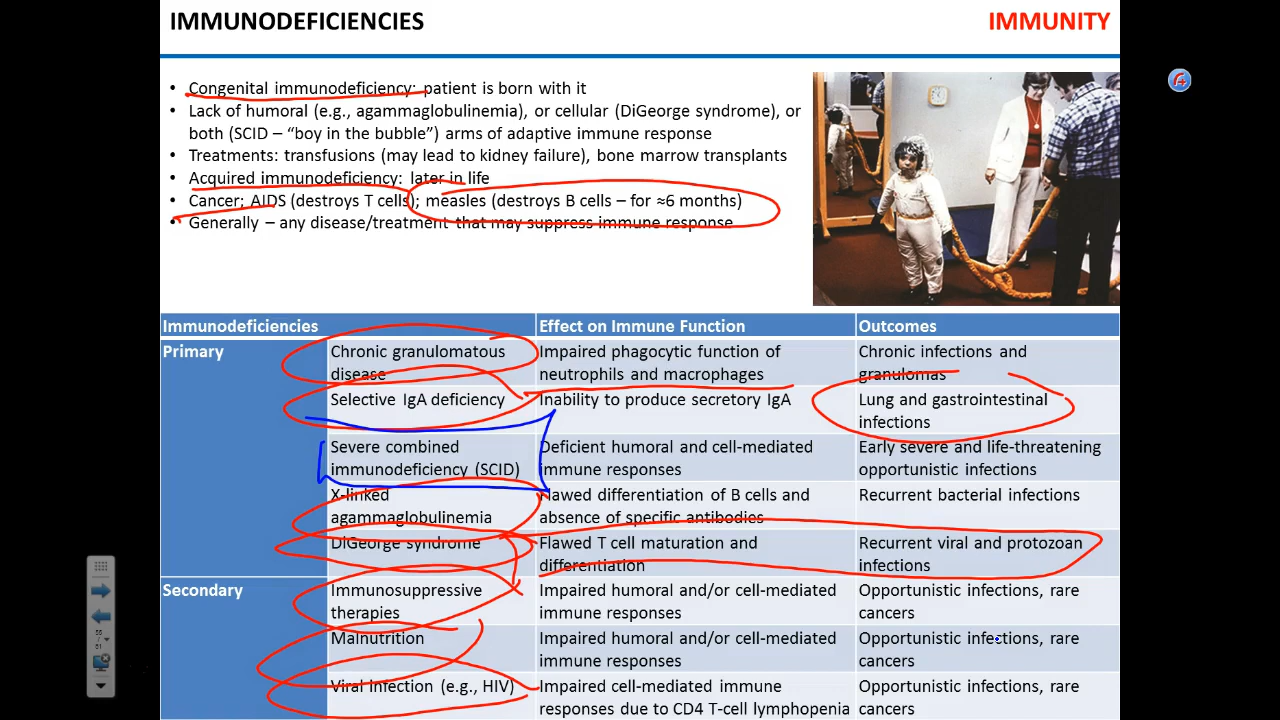 IMMUNODEFICIENCIES
IMMUNITY
• Congenital immunodeficiency: patient is born with it
• Lack of humoral (e.g., agammaglobulinemia), or cellular (DiGeorge syndrome), or
both (SCID – “boy in the bubble”) arms of adaptive immune response
• Treatments: transfusions (may lead to kidney failure), bone marrow transplants
• Acquired immunodeficiency: later in life
• Cancer; AIDS (destroys T cells); measles (destroys B cells – for ≈6 months)
• Generally – any disease/treatment that may suppress immune response
Immunodeficiencies
Effect on Immune Function
Outcomes
Primary
Chronic granulomatous
disease
Impaired phagocytic function of
neutrophils and macrophages
Chronic infections and
granulomas
Selective IgA deficiency
Inability to produce secretory IgA
Lung and gastrointestinal
infections
Severe combined
immunodeficiency (SCID)
Deficient humoral and cell-mediated
immune responses
Early severe and life-threatening
opportunistic infections
X-linked
agammaglobulinemia
Flawed differentiation of B cells and
absence of specific antibodies
Recurrent bacterial infections
DiGeorge syndrome
Flawed T cell maturation and
differentiation
Recurrent viral and protozoan
infections
Secondary
Immunosuppressive
therapies
Impaired humoral and/or cell-mediated
immune responses
Opportunistic infections, rare
cancers
Malnutrition
Impaired humoral and/or cell-mediated
immune responses
Opportunistic infections, rare
cancers
Viral infection (e.g., HIV)
Impaired cell-mediated immune
responses due to CD4 T-cell lymphopenia
Opportunistic infections, rare
cancers